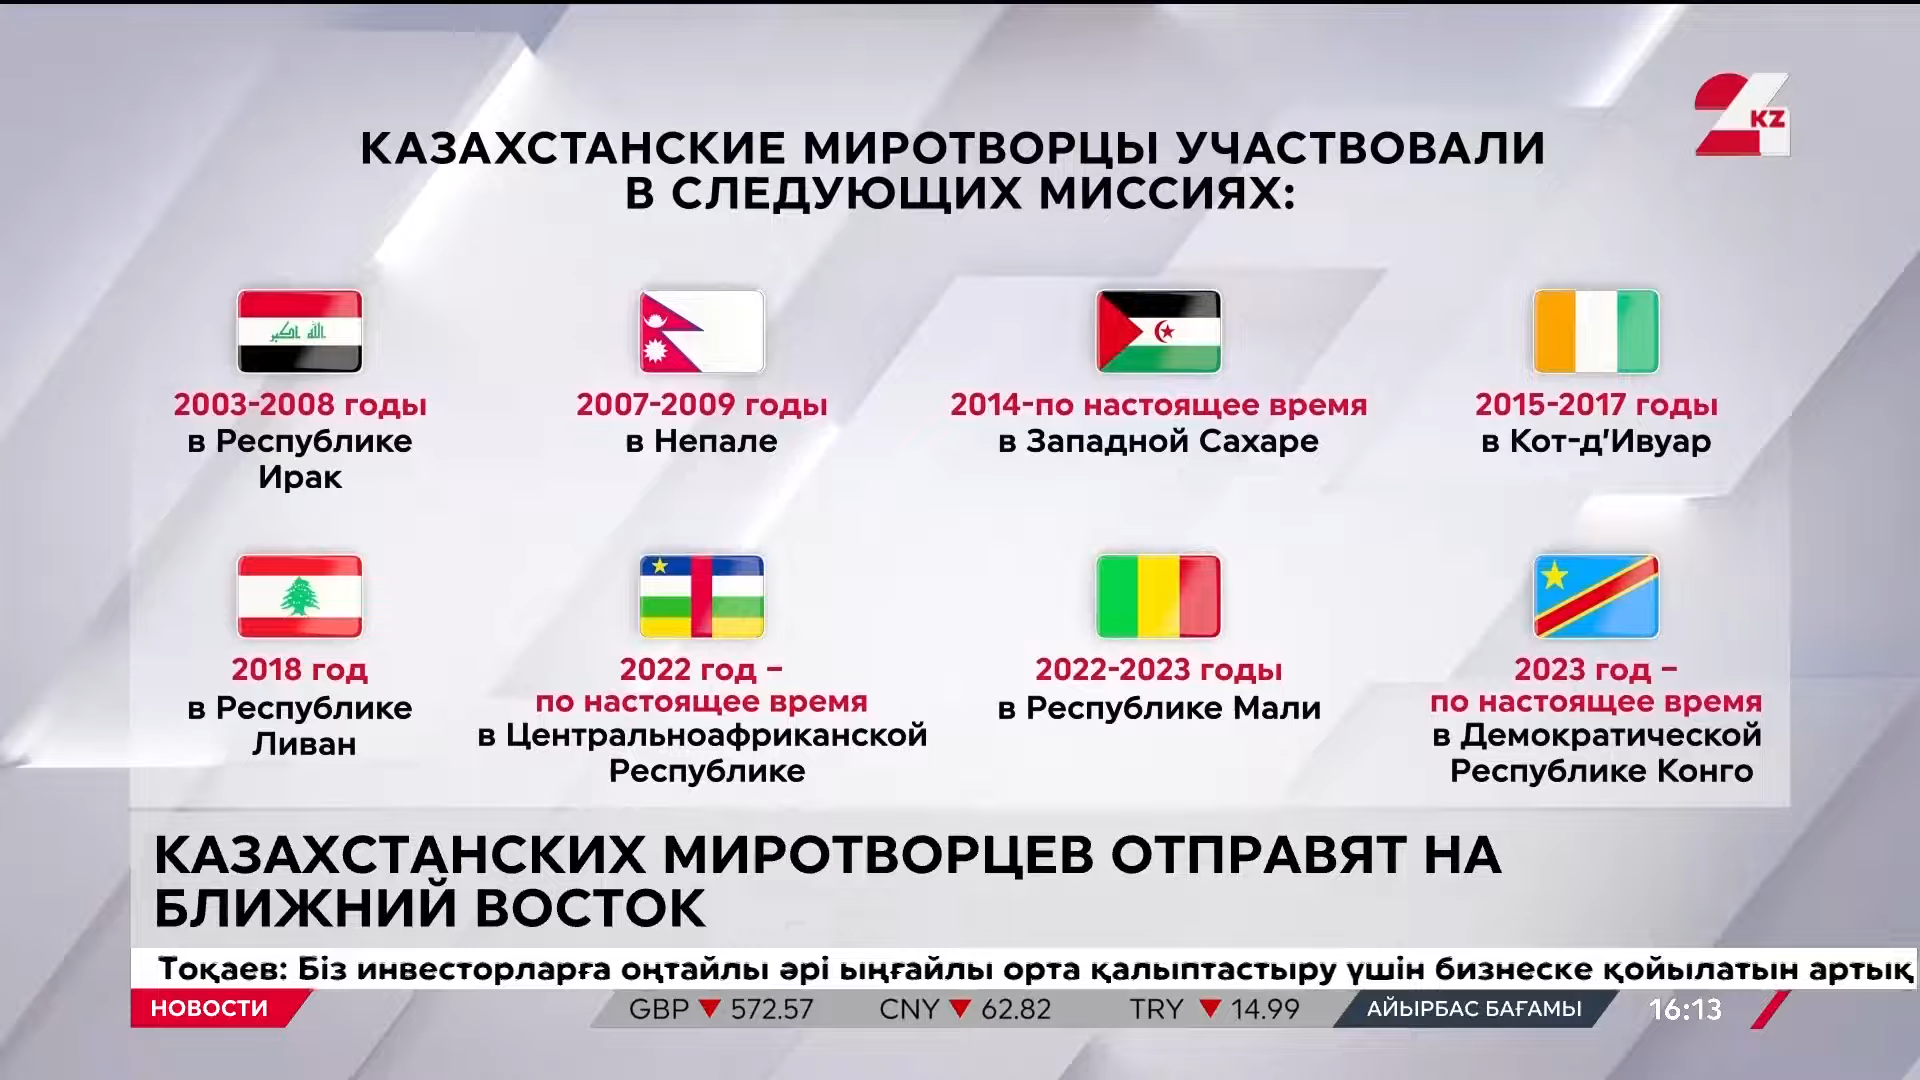 24
KZ
КАЗАХСТАНСКИЕ МИРОТВОРЦЫ УЧАСТВОВАЛИ
В СЛЕДУЮЩИХ МИССИЯХ:
الله اكبر
2003-2008 годы
в Республике
Ирак
2007-2009 годы
в Непале
2014-по настоящее время
в Западной Сахаре
2015-2017 годы
в Кот-д'Ивуар
2018 год
в Республике
Ливан
2022 год –
по настоящее время
в Центральноафриканской
Республике
2022-2023 годы
в Республике Мали
2023 год –
по настоящее время
в Демократической
Республике Конго
КАЗАХСТАНСКИХ МИРОТВОРЦЕВ ОТПРАВЯТ НА
БЛИЖНИЙ ВОСТОК
Тоқаев: Біз инвесторларға оңтайлы әрі ыңғайлы орта қалыптастыру үшін бизнеске қойылатын артық
НОВОСТИ GBP ▼ 572.57 CNY ▼ 62.82 TRY ▼ 14.99 АЙЫРБАС БАҒАМЫ 16:13